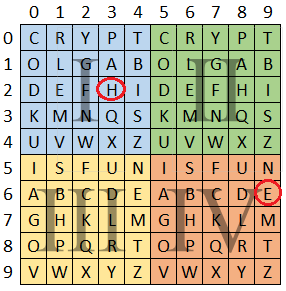 0 1 2 3 4 5 6 7 8 9
0 C R Y P T C R Y P T
1 O L G A B O L G A B
I II
2 D E F H I D E F H I
3 K M N Q S K M N Q S
4 U V W X Z U V W X Z
5 I S F U N I S F U N
6 A B C D E A B C D E
III IV
7 G H K L M G H K L M
8 O P Q R T O P Q R T
9 V W X Y Z V W X Y Z